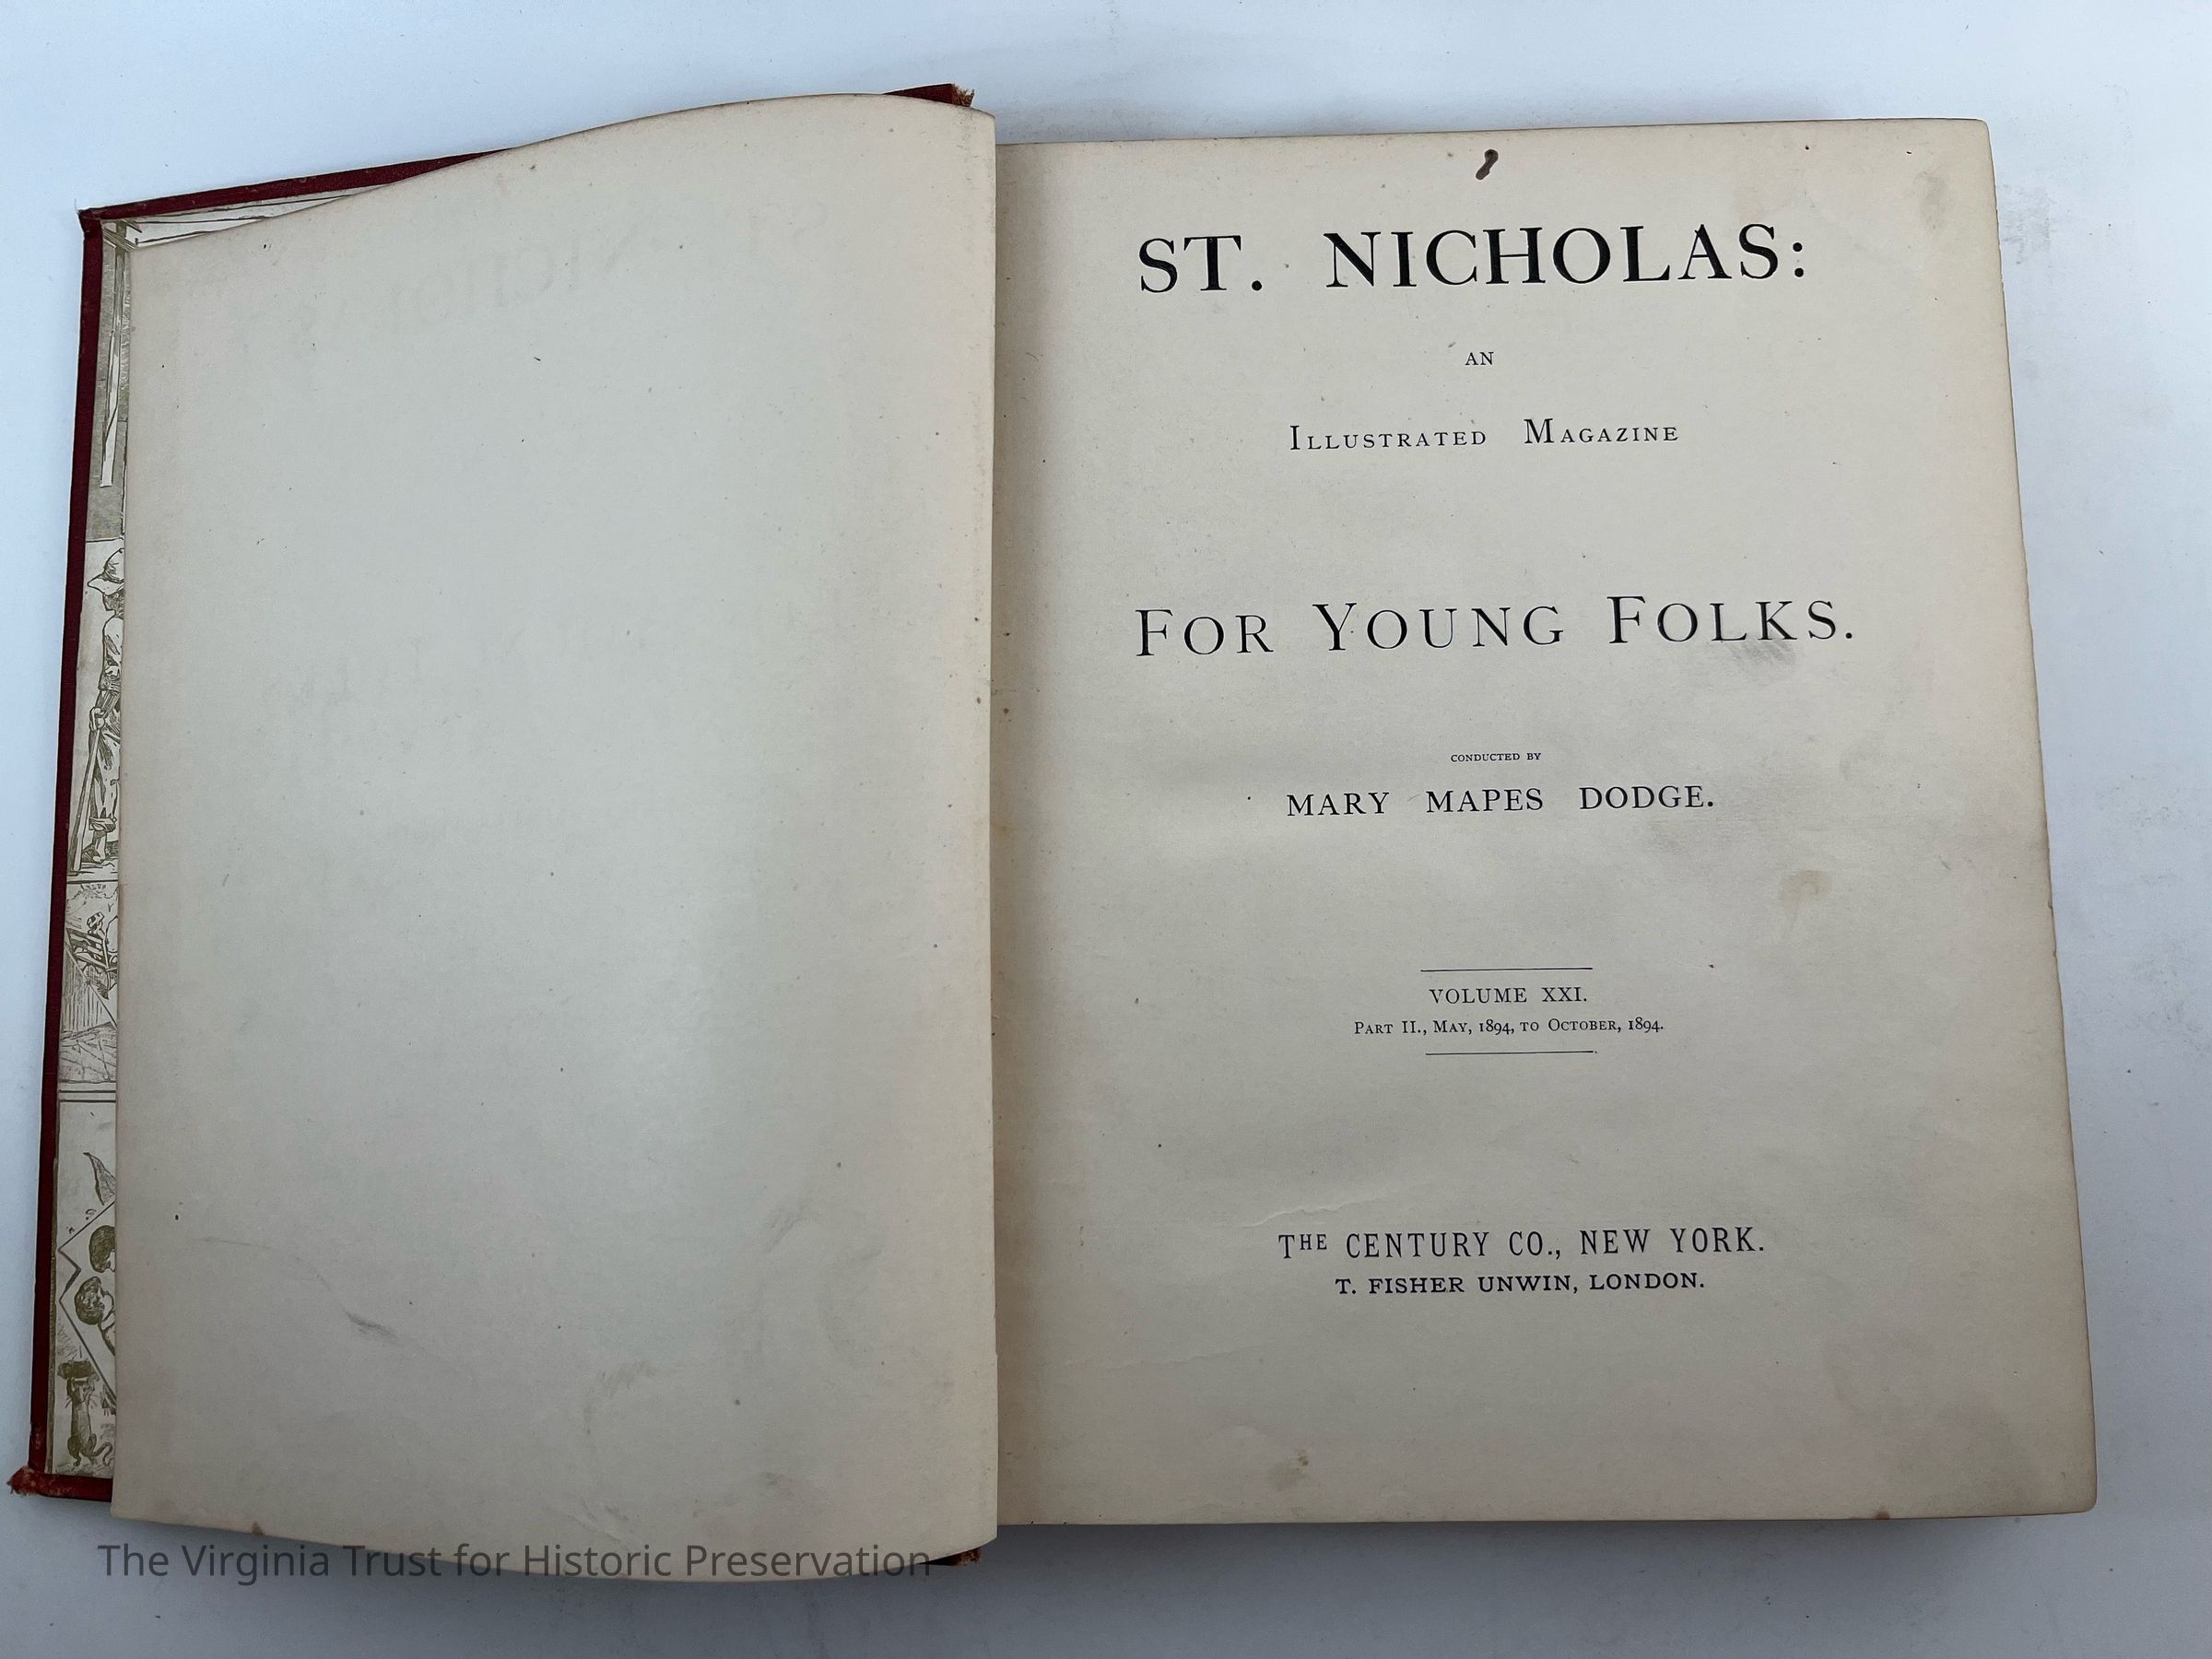 ST. NICHOLAS:
AN
ILLUSTRATED MAGAZINE
FOR YOUNG FOLKS.
CONDUCTED BY
MARY MAPES DODGE.
VOLUME XXI.
PART II., MAY, 1894, TO OCTOBER, 1894.
THE CENTURY CO., NEW YORK.
T. FISHER UNWIN, LONDON.
The Virginia Trust for Historic Preservation